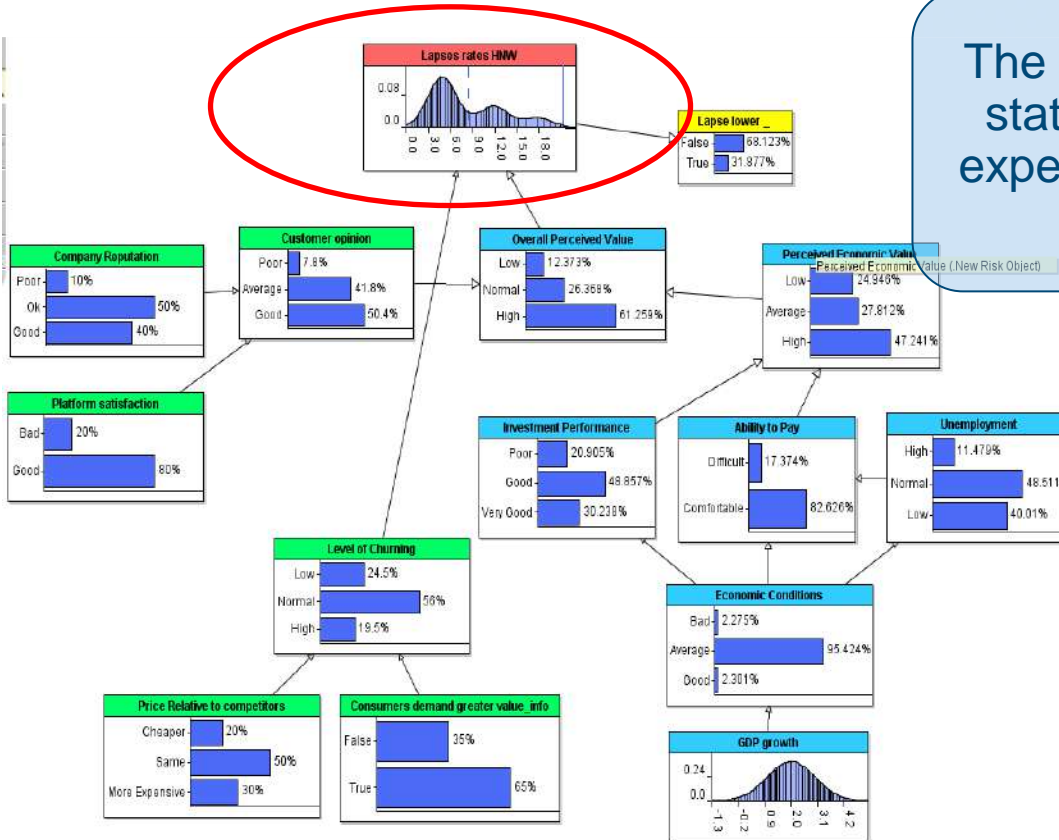 Lapses rates HNW
0.08
0.0
0.0
3.0
6.0
9.0
12.0
15.0
18.0
The
stat
expe
Lapse lower _
False 68.123%
True 31.877%
Company Reputation
Poor 10%
Ok 50%
Good 40%
Customer opinion
Poor 7.8%
Average 41.8%
Good 50.4%
Overall Perceived Value
Low 12.373%
Normal 26.368%
High 61.259%
Perceived Economic Value
Perceived Economic Value (.New Risk Object)
Low 24.946%
Average 27.812%
High 47.241%
Platform satisfaction
Bad 20%
Good 80%
Investment Performance
Poor 20.905%
Good 48.857%
Very Good 30.238%
Ability to Pay
Difficult 17.374%
Comfortable 82.626%
Unemployment
High 11.479%
Normal 48.511
Low 40.01%
Level of Churning
Low 24.5%
Normal 56%
High 19.5%
Economic Conditions
Bad 2.275%
Average 95.424%
Good 2.301%
Price Relative to competitors
Cheaper 20%
Same 50%
More Expensive 30%
Consumers demand greater value_info
False 35%
True 65%
GDP growth
0.24
0.0
-1.3
-0.2
0.9
2.0
3.1
4.2